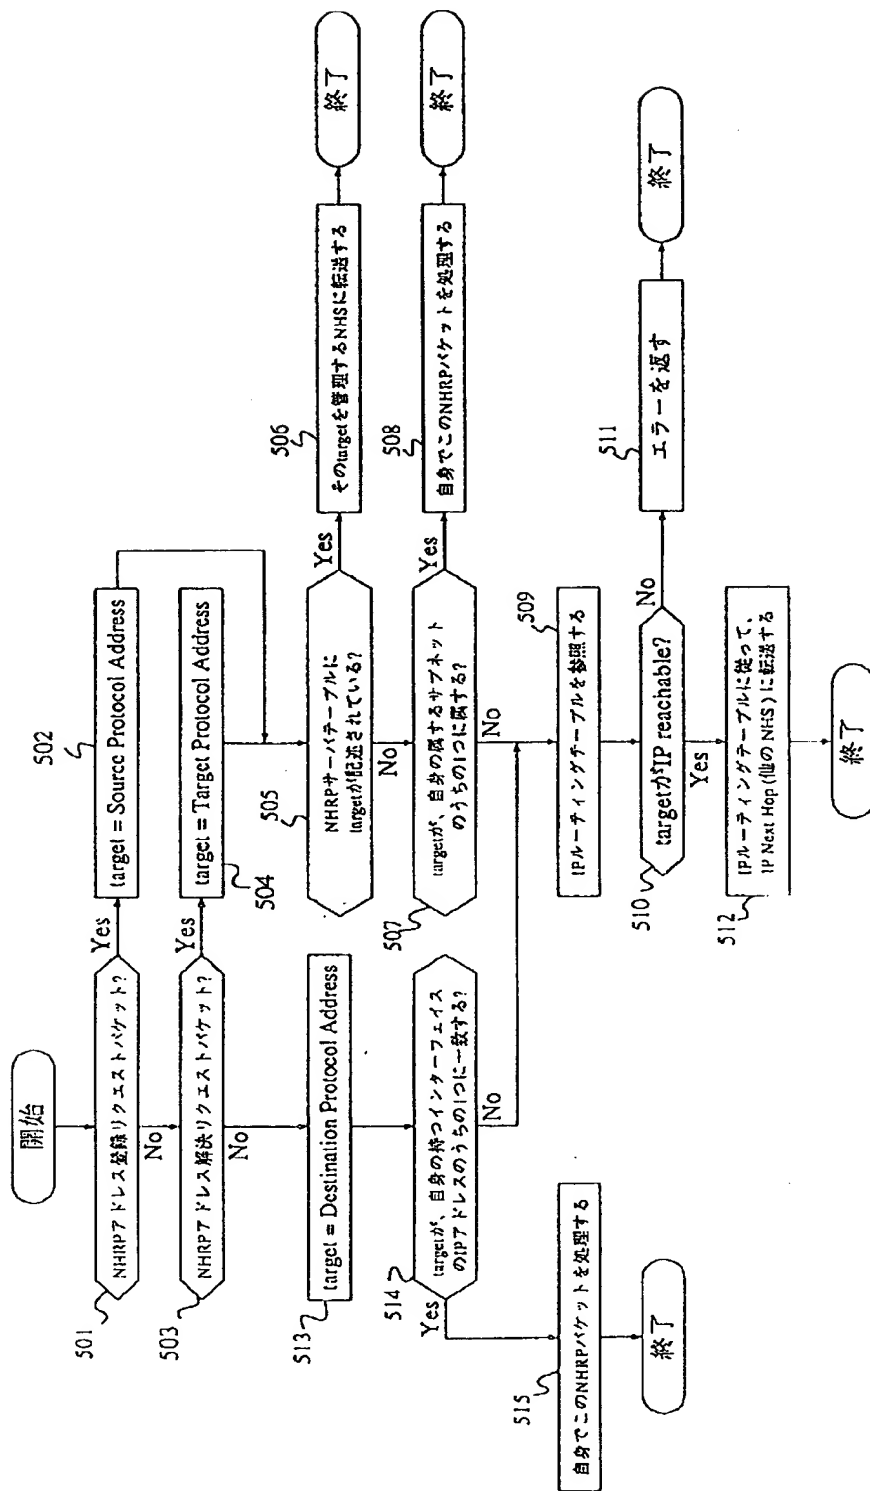 開始
501
NHRPアドレス登録リクエストパケット?
Yes
No
502
target = Source Protocol Address
503
NHRPアドレス解決リクエストパケット?
Yes
No
504
target = Target Protocol Address
505
NHRPサーバテーブルに
targetが記述されている?
Yes
No
506
そのtargetを管理するNHSに転送する
終了
507
targetが、自身の属するサブネット
のうちの1つに属する?
Yes
No
508
自身でこのNHRPパケットを処理する
終了
513
target = Destination Protocol Address
514
targetが、自身の持つインターフェイス
のIPアドレスのうちの1つに一致する?
Yes
No
515
自身でこのNHRPパケットを処理する
終了
509
IPルーティングテーブルを参照する
510
targetがIP reachable?
No
Yes
511
エラーを返す
終了
512
IPルーティングテーブルに従って、
IP Next Hop (他の NHS) に転送する
終了